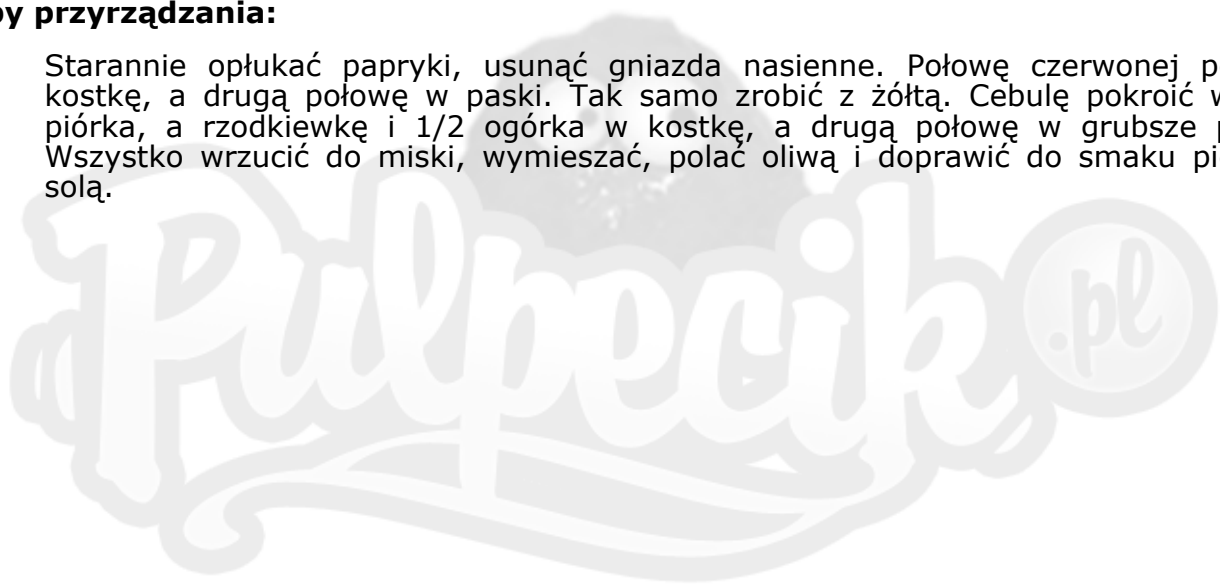 przyrządzania:
Starannie opłukać papryki, usunąć gniazda nasienne. Połowę czerwonej
kostkę, a drugą połowę w paski. Tak samo zrobić z żółtą. Cebulę pokroić
piórka, a rzodkiewkę i 1/2 ogórka w kostkę, a drugą połowę w grubsze
Wszystko wrzucić do miski, wymieszać, polać oliwą i doprawić do smaku
solą.
Pulpecik .pl